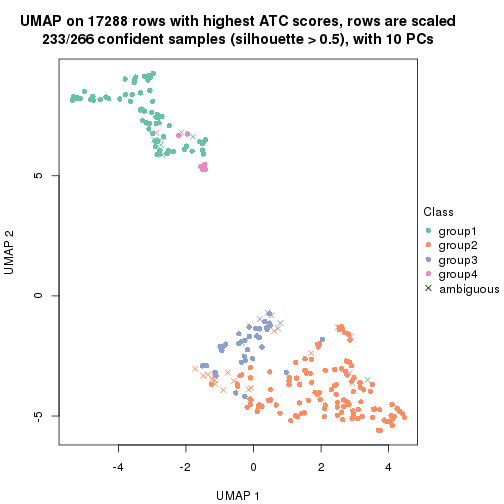 UMAP on 17288 rows with highest ATC scores, rows are scaled
233/266 confident samples (silhouette > 0.5), with 10 PCs
5
0
-5
UMAP 2
-4
-2
0
2
4
UMAP 1
Class
group1
group2
group3
group4
ambiguous